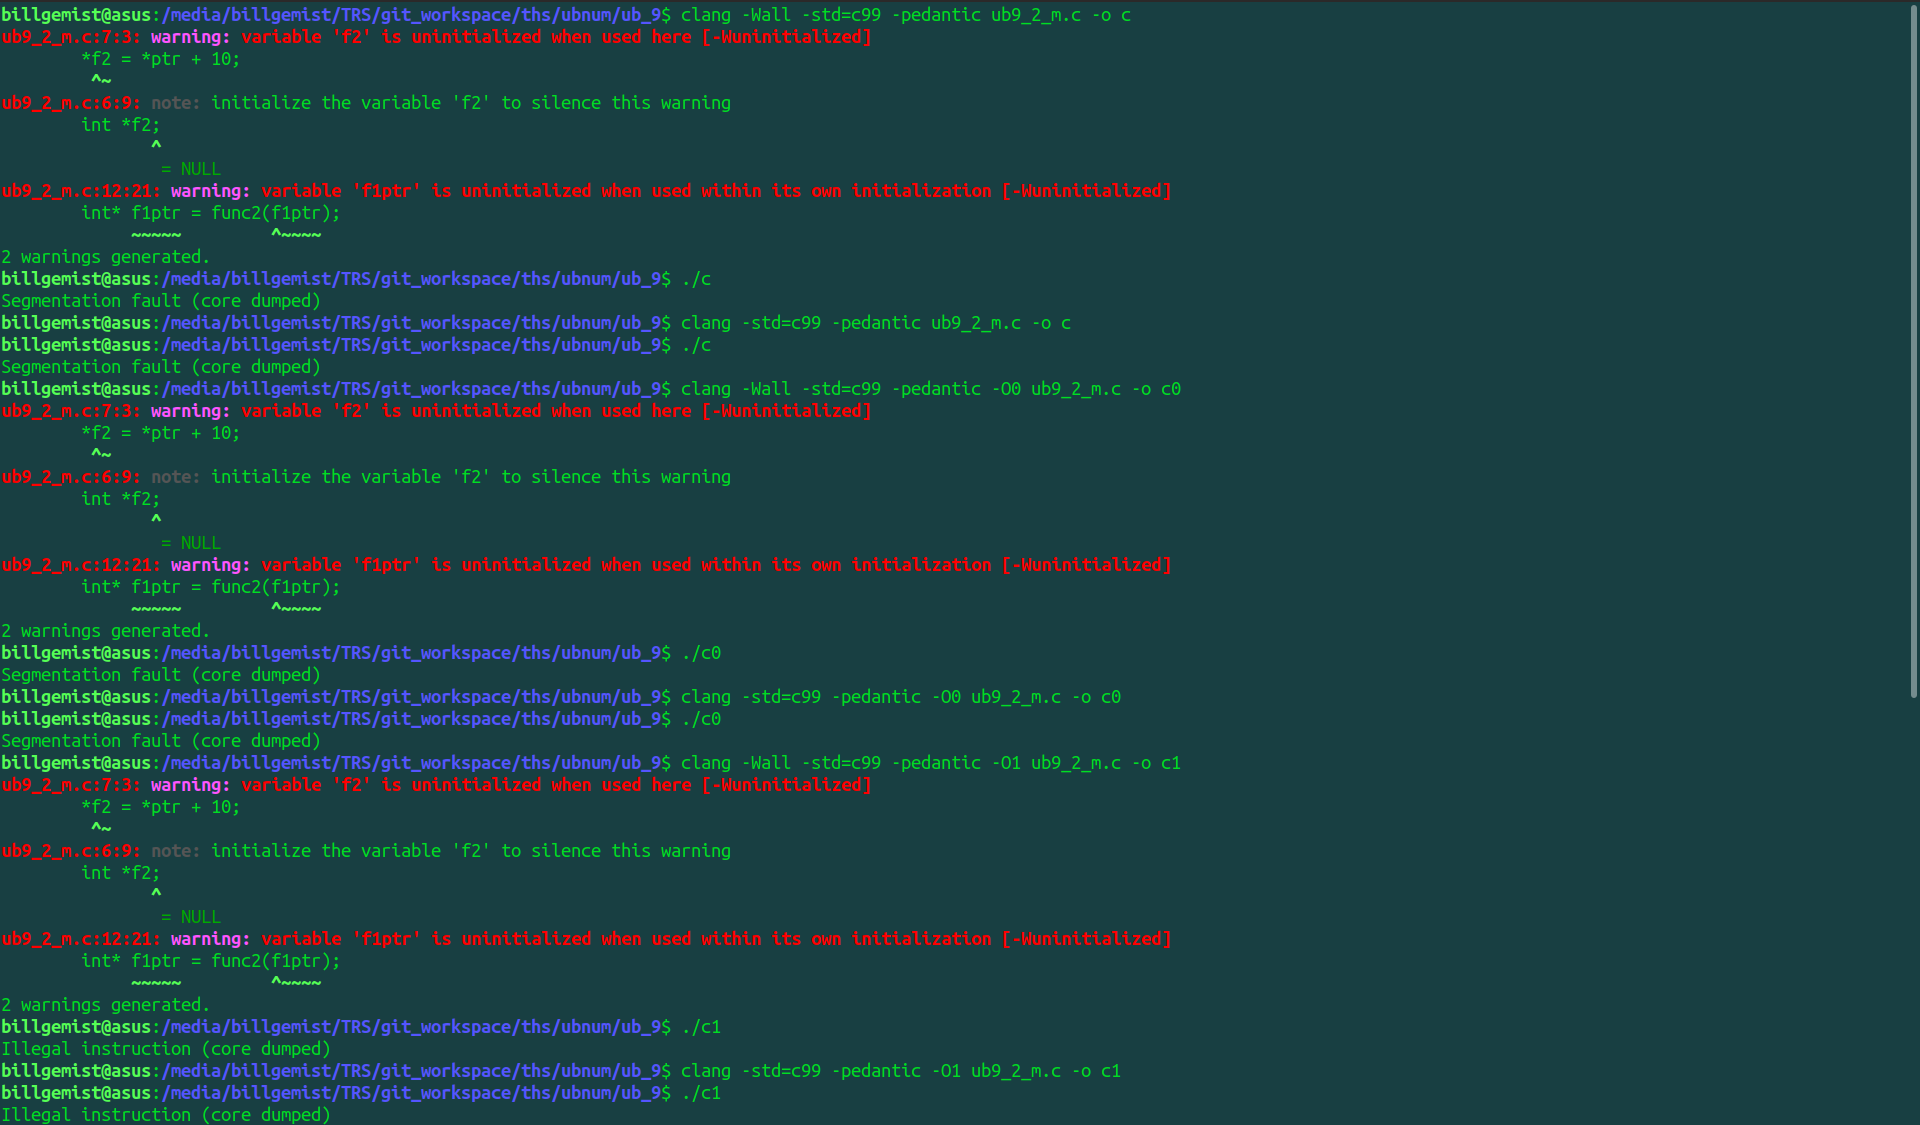 billgemist@asus:/media/billgemist/TRS/git_workspace/ths/ubnum/ub_9$ clang -Wall -std=c99 -pedantic ub9_2_m.c -o c
ub9_2_m.c:7:3: warning: variable 'f2' is uninitialized when used here [-Wuninitialized]
        *f2 = *ptr + 10;
         ^~
ub9_2_m.c:6:9: note: initialize the variable 'f2' to silence this warning
        int *f2;
               ^
                = NULL
ub9_2_m.c:12:21: warning: variable 'f1ptr' is uninitialized when used within its own initialization [-Wuninitialized]
        int* f1ptr = func2(f1ptr);
             ~~~~~         ^~~~~
2 warnings generated.
billgemist@asus:/media/billgemist/TRS/git_workspace/ths/ubnum/ub_9$ ./c
Segmentation fault (core dumped)
billgemist@asus:/media/billgemist/TRS/git_workspace/ths/ubnum/ub_9$ clang -std=c99 -pedantic ub9_2_m.c -o c
billgemist@asus:/media/billgemist/TRS/git_workspace/ths/ubnum/ub_9$ ./c
Segmentation fault (core dumped)
billgemist@asus:/media/billgemist/TRS/git_workspace/ths/ubnum/ub_9$ clang -Wall -std=c99 -pedantic -O0 ub9_2_m.c -o c0
ub9_2_m.c:7:3: warning: variable 'f2' is uninitialized when used here [-Wuninitialized]
        *f2 = *ptr + 10;
         ^~
ub9_2_m.c:6:9: note: initialize the variable 'f2' to silence this warning
        int *f2;
               ^
                = NULL
ub9_2_m.c:12:21: warning: variable 'f1ptr' is uninitialized when used within its own initialization [-Wuninitialized]
        int* f1ptr = func2(f1ptr);
             ~~~~~         ^~~~~
2 warnings generated.
billgemist@asus:/media/billgemist/TRS/git_workspace/ths/ubnum/ub_9$ ./c0
Segmentation fault (core dumped)
billgemist@asus:/media/billgemist/TRS/git_workspace/ths/ubnum/ub_9$ clang -std=c99 -pedantic -O0 ub9_2_m.c -o c0
billgemist@asus:/media/billgemist/TRS/git_workspace/ths/ubnum/ub_9$ ./c0
Segmentation fault (core dumped)
billgemist@asus:/media/billgemist/TRS/git_workspace/ths/ubnum/ub_9$ clang -Wall -std=c99 -pedantic -O1 ub9_2_m.c -o c1
ub9_2_m.c:7:3: warning: variable 'f2' is uninitialized when used here [-Wuninitialized]
        *f2 = *ptr + 10;
         ^~
ub9_2_m.c:6:9: note: initialize the variable 'f2' to silence this warning
        int *f2;
               ^
                = NULL
ub9_2_m.c:12:21: warning: variable 'f1ptr' is uninitialized when used within its own initialization [-Wuninitialized]
        int* f1ptr = func2(f1ptr);
             ~~~~~         ^~~~~
2 warnings generated.
billgemist@asus:/media/billgemist/TRS/git_workspace/ths/ubnum/ub_9$ ./c1
Illegal instruction (core dumped)
billgemist@asus:/media/billgemist/TRS/git_workspace/ths/ubnum/ub_9$ clang -std=c99 -pedantic -O1 ub9_2_m.c -o c1
billgemist@asus:/media/billgemist/TRS/git_workspace/ths/ubnum/ub_9$ ./c1
Illegal instruction (core dumped)